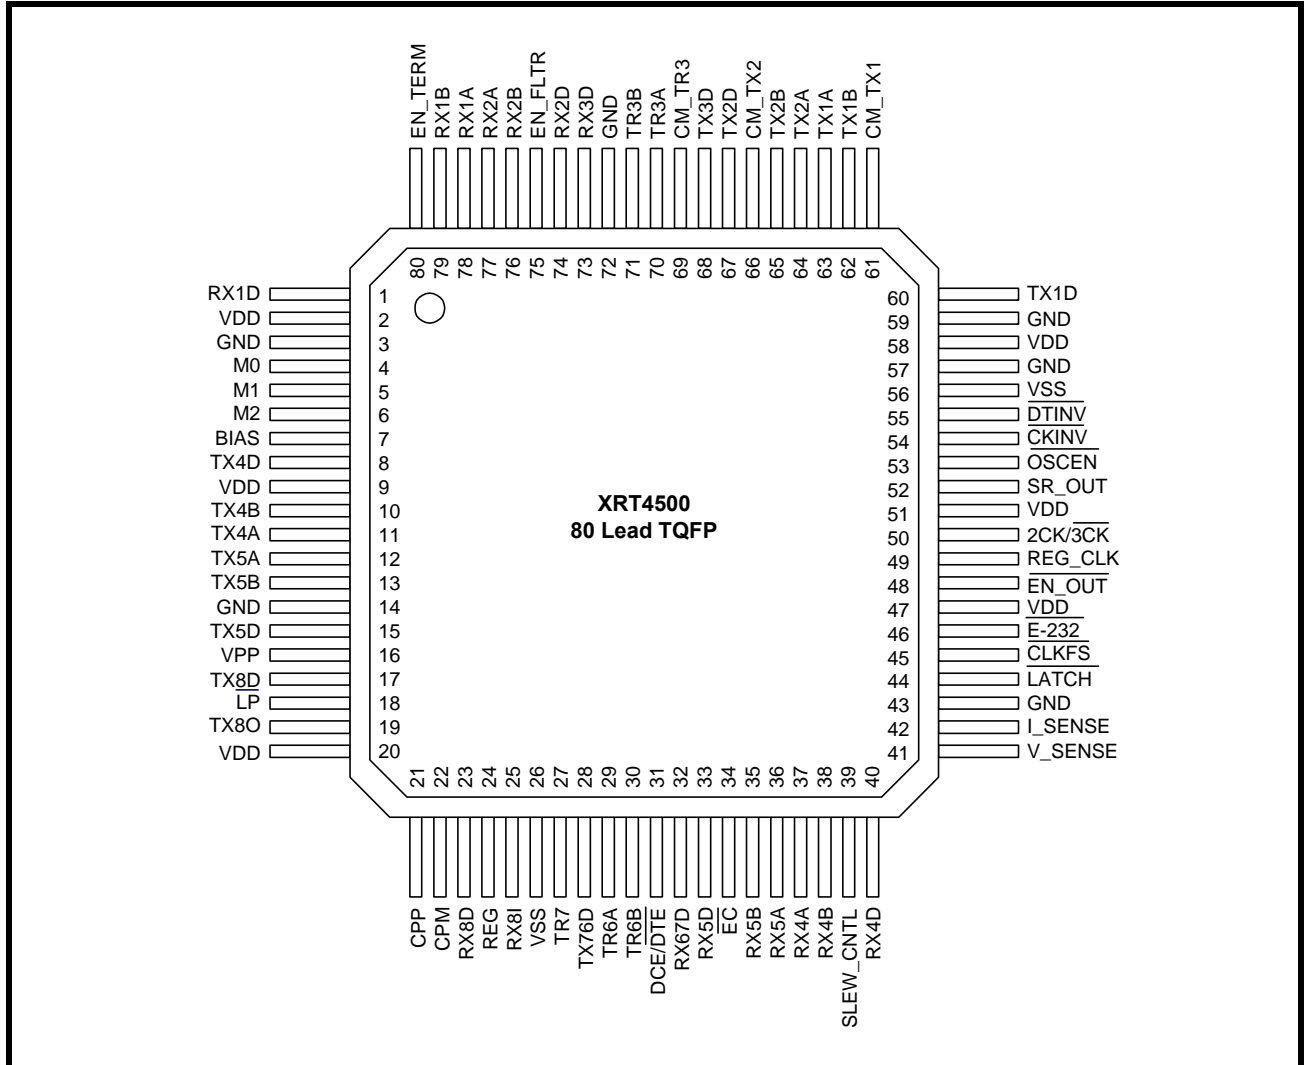 EN_TERM
RX1B
RX1A
RX2A
RX2B
EN_FLTR
RX2D
RX3D
GND
TR3B
TR3A
CM_TR3
TX3D
TX2D
CM_TX2
TX2B
TX2A
TX1A
TX1B
CM_TX1
80
79
78
77
76
75
74
73
72
71
70
69
68
67
66
65
64
63
62
61
RX1D 1
VDD 2
GND 3
M0 4
M1 5
M2 6
BIAS 7
TX4D 8
VDD 9
TX4B 10
TX4A 11
TX5A 12
TX5B 13
GND 14
TX5D 15
VPP 16
TX8D 17
LP 18
TX8O 19
VDD 20
XRT4500
80 Lead TQFP
60 TX1D
59 GND
58 VDD
57 GND
56 VSS
55 DTINV
54 CKINV
53 OSCEN
52 SR_OUT
51 VDD
50 2CK/3CK
49 REG_CLK
48 EN_OUT
47 VDD
46 E-232
45 CLKFS
44 LATCH
43 GND
42 I_SENSE
41 V_SENSE
21
22
23
24
25
26
27
28
29
30
31
32
33
34
35
36
37
38
39
40
CPP
CPM
RX8D
REG
RX8I
VSS
TR7
TX76D
TR6A
TR6B
DCE/DTE
RX67D
RX5D
EC
RX5B
RX5A
RX4A
RX4B
SLEW_CNTL
RX4D